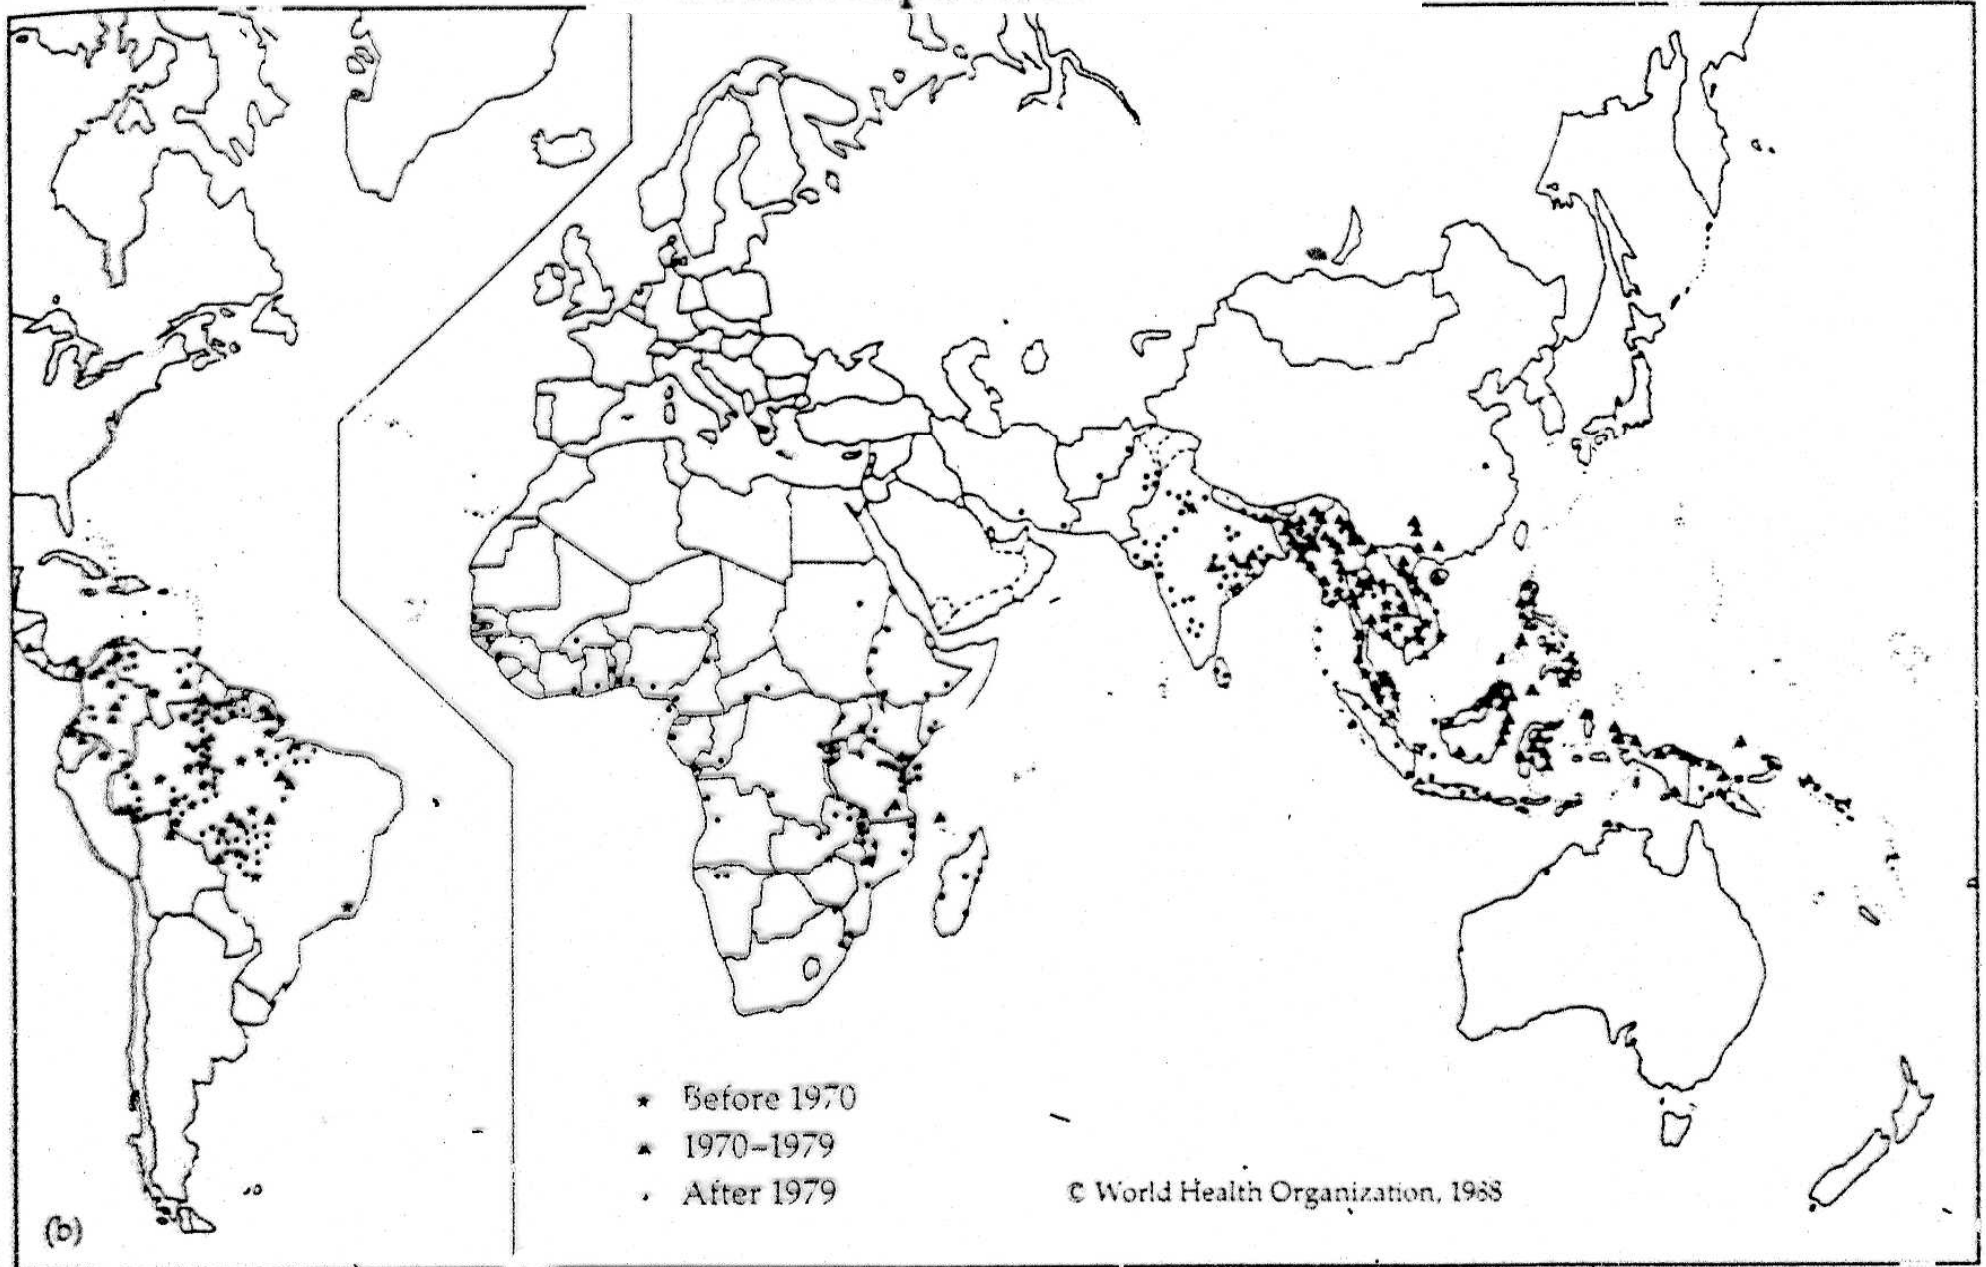 ★ Before 1970
▲ 1970–1979
. After 1979
© World Health Organization, 1988
(b)